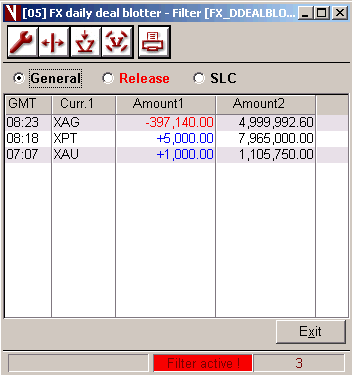 [05] FX daily deal blotter - Filter [FX_DDEALBLO...
General Release SLC
GMT Curr.1 Amount1 Amount2
08:23 XAG -397,140.00 4,999,992.60
08:18 XPT +5,000.00 7,965,000.00
07:07 XAU +1,000.00 1,105,750.00
Exit
Filter active ! 3